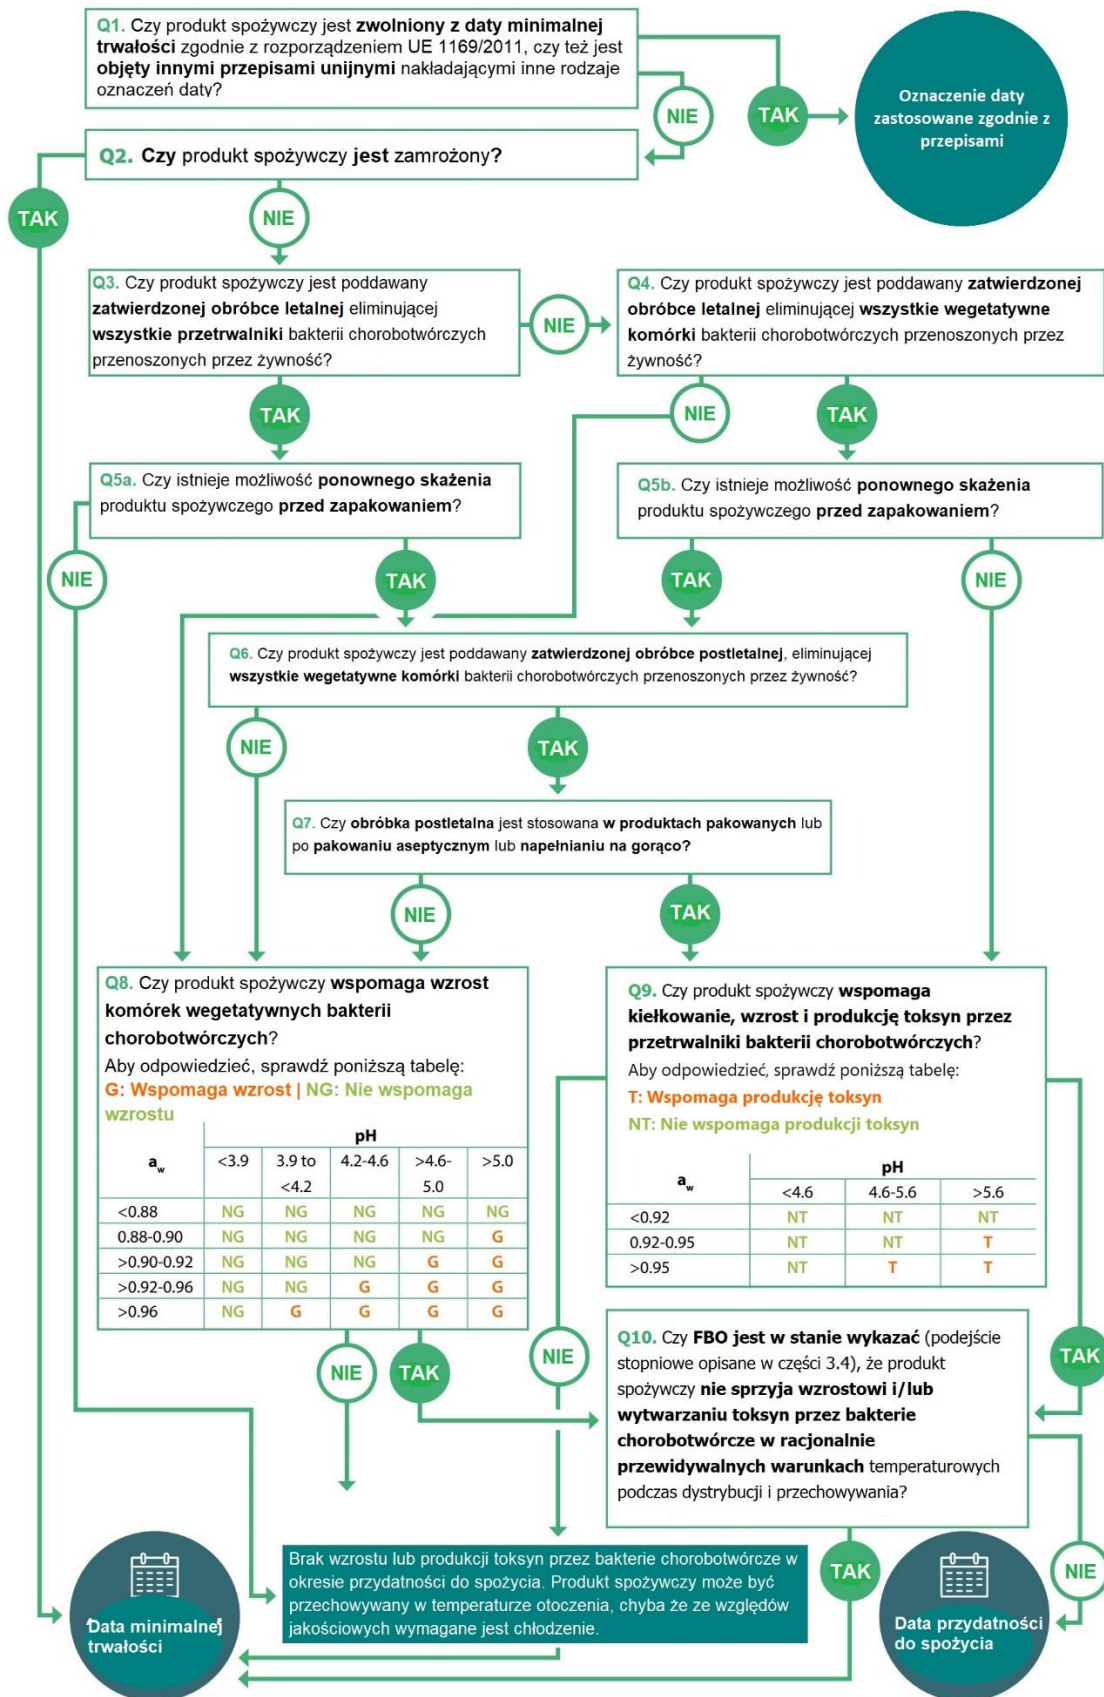 Q1. Czy produkt spożywczy jest zwolniony z daty minimalnej
trwałości zgodnie z rozporządzeniem UE 1169/2011, czy też jest
objęty innymi przepisami unijnymi nakładającymi inne rodzaje
oznaczeń daty?
NIE
TAK
Oznaczenie daty
zastosowane zgodnie z
przepisami
Q2. Czy produkt spożywczy jest zamrożony?
TAK
NIE
Q3. Czy produkt spożywczy jest poddawany
zatwierdzonej obróbce letalnej eliminującej
wszystkie przetrwalniki bakterii chorobotwórczych
przenoszonych przez żywność?
NIE
Q4. Czy produkt spożywczy jest poddawany zatwierdzonej
obróbce letalnej eliminującej wszystkie wegetatywne
komórki bakterii chorobotwórczych przenoszonych przez
żywność?
TAK
NIE
TAK
Q5a. Czy istnieje możliwość ponownego skażenia
produktu spożywczego przed zapakowaniem?
Q5b. Czy istnieje możliwość ponownego skażenia
produktu spożywczego przed zapakowaniem?
NIE
TAK
TAK
NIE
Q6. Czy produkt spożywczy jest poddawany zatwierdzonej obróbce postletalnej, eliminującej
wszystkie wegetatywne komórki bakterii chorobotwórczych przenoszonych przez żywność?
NIE
TAK
Q7. Czy obróbka postletalna jest stosowana w produktach pakowanych lub
po pakowaniu aseptycznym lub napełnianiu na gorąco?
NIE
TAK
Q8. Czy produkt spożywczy wspomaga wzrost
komórek wegetatywnych bakterii
chorobotwórczych?
Aby odpowiedzieć, sprawdź poniższą tabelę:
G: Wspomaga wzrost | NG: Nie wspomaga
wzrostu
pH
aw <3.9 3.9 to <4.2 4.2-4.6 >4.6-5.0 >5.0
<0.88 NG NG NG NG NG
0.88-0.90 NG NG NG NG G
>0.90-0.92 NG NG NG G G
>0.92-0.96 NG NG G G G
>0.96 NG G G G G
Q9. Czy produkt spożywczy wspomaga
kiełkowanie, wzrost i produkcję toksyn przez
przetrwalniki bakterii chorobotwórczych?
Aby odpowiedzieć, sprawdź poniższą tabelę:
T: Wspomaga produkcję toksyn
NT: Nie wspomaga produkcji toksyn
pH
aw <4.6 4.6-5.6 >5.6
<0.92 NT NT NT
0.92-0.95 NT NT T
>0.95 NT T T
NIE
TAK
NIE
TAK
Q10. Czy FBO jest w stanie wykazać (podejście
stopniowe opisane w części 3.4), że produkt
spożywczy nie sprzyja wzrostowi i/lub
wytwarzaniu toksyn przez bakterie
chorobotwórcze w racjonalnie
przewidywalnych warunkach temperaturowych
podczas dystrybucji i przechowywania?
Data minimalnej
trwałości
Brak wzrostu lub produkcji toksyn przez bakterie chorobotwórcze w
okresie przydatności do spożycia. Produkt spożywczy może być
przechowywany w temperaturze otoczenia, chyba że ze względów
jakościowych wymagane jest chłodzenie.
TAK
Data przydatności
do spożycia
NIE